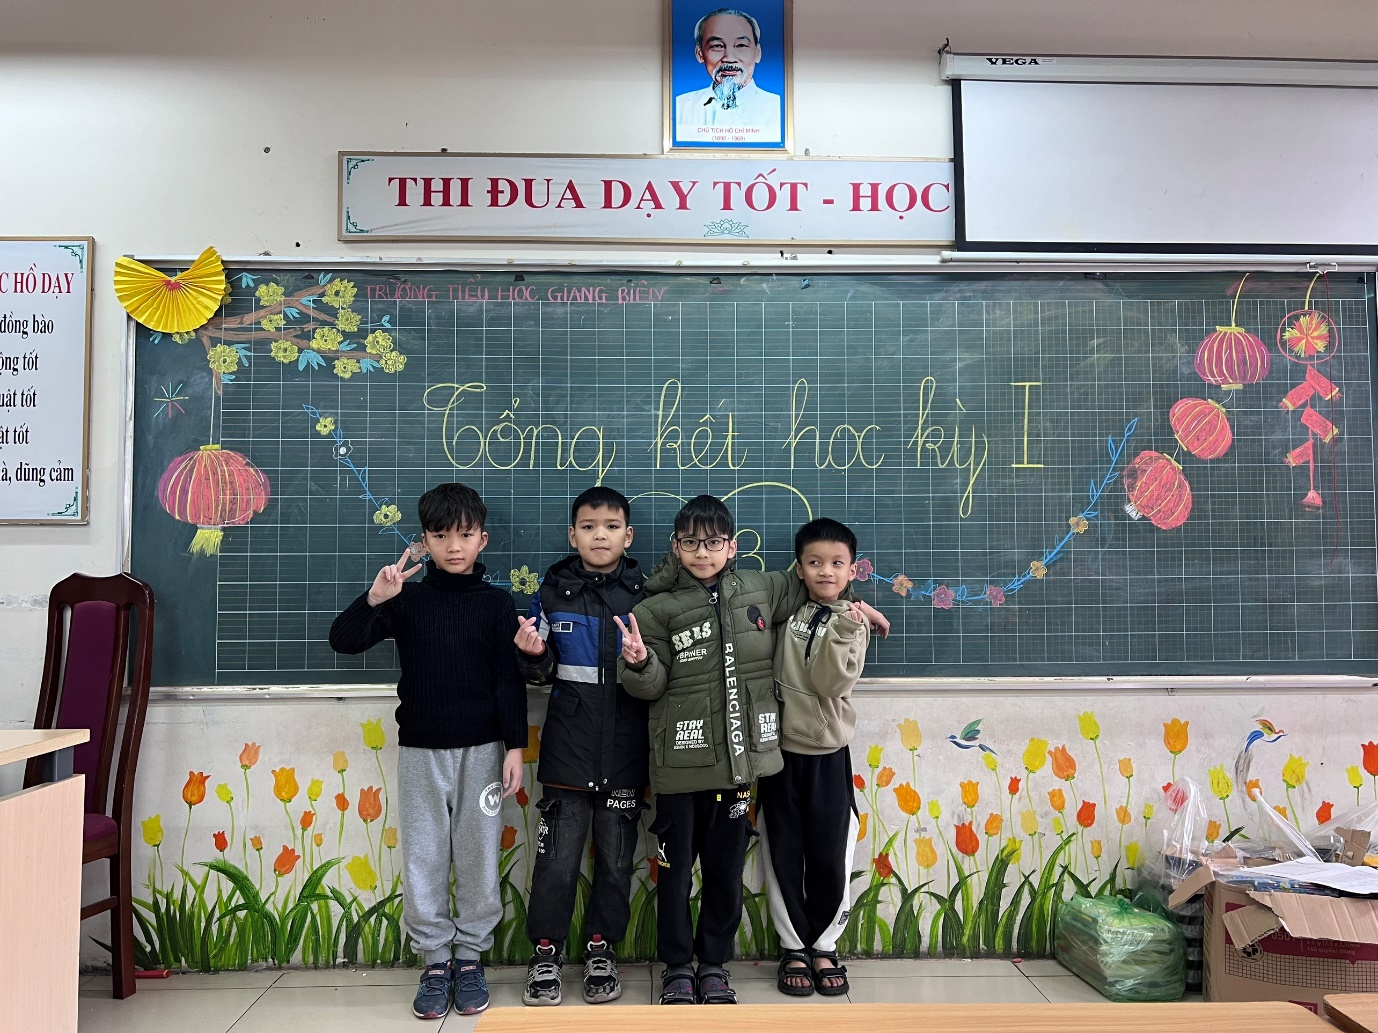 VEGA
CHỦ TỊCH HỒ CHÍ MINH
(1890 - 1969)
THI ĐUA DẠY TỐT - HỌC
C HỒ DẠY
đồng bào
ộng tốt
uật tốt
ật tốt
à, dũng cảm
TRƯỜNG TIỂU HỌC GIANG BIÊN
Tổng kết học kỳ I
STAY
REAL
BALENCIAGA
PAGES
W